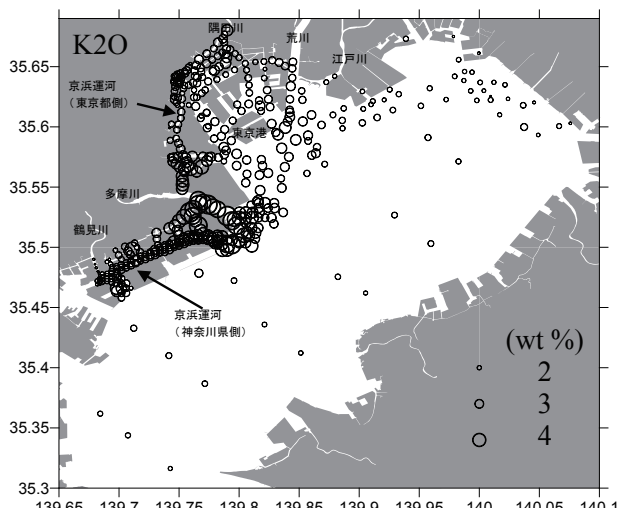 K2O
隅田川
荒川
江戸川
35.65
京浜運河
（東京都側）
35.6
東京港
35.55
多摩川
鶴見川
35.5
35.45
京浜運河
（神奈川県側）
(wt %)
35.4
2
3
35.35
4
35.3
139.65 139.7 139.75 139.8 139.85 139.9 139.95 140 140.05 140.1